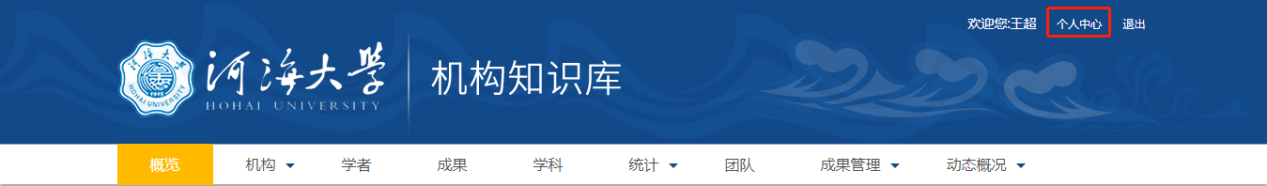 欢迎您:王超 个人中心 退出
河海大学
HOHAI UNIVERSITY
机构知识库
概览 机构 学者 成果 学科 统计 团队 成果管理 动态概况